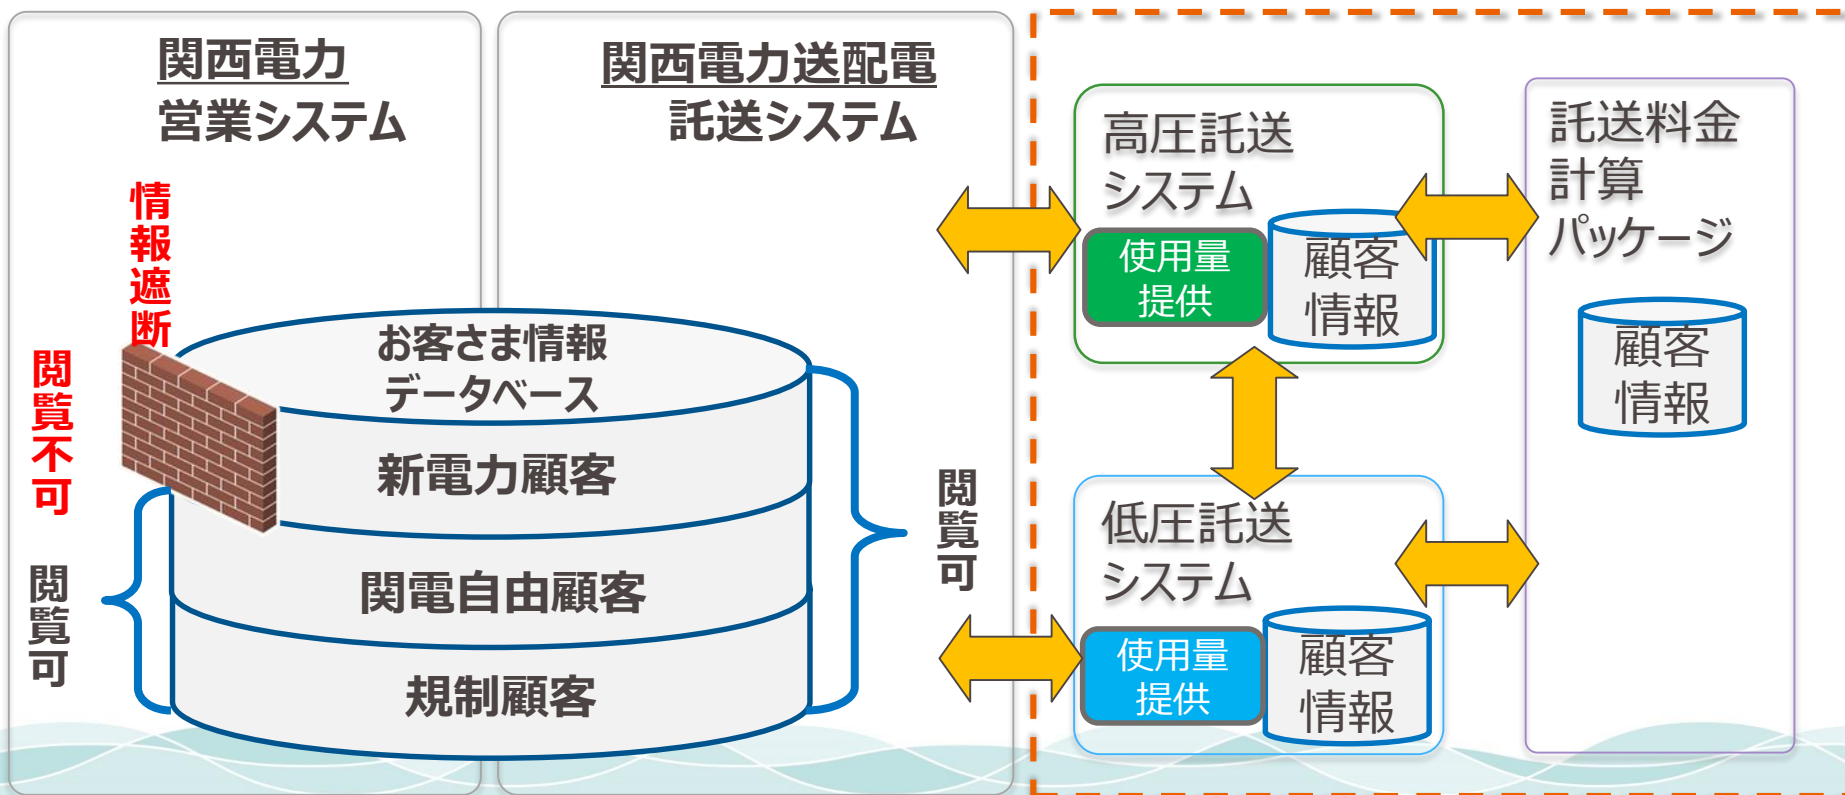 関西電力
営業システム
情報遮断
閲覧不可
閲覧可
関西電力送配電
託送システム
お客さま情報
データベース
新電力顧客
関電自由顧客
規制顧客
閲覧可
高圧託送
システム
使用量
提供
顧客
情報
低圧託送
システム
使用量
提供
顧客
情報
託送料金
計算
パッケージ
顧客
情報